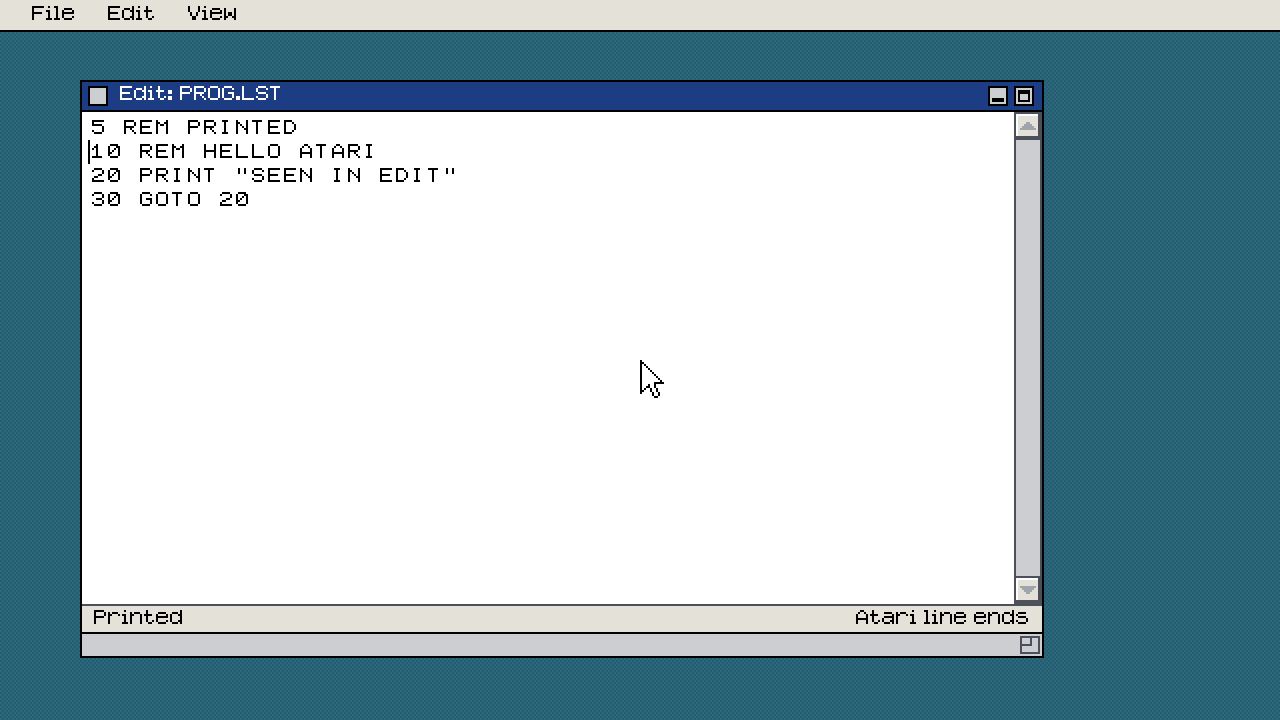 File Edit View
Edit: PROG.LST
5 REM PRINTED
10 REM HELLO ATARI
20 PRINT "SEEN IN EDIT"
30 GOTO 20
Printed Atari line ends